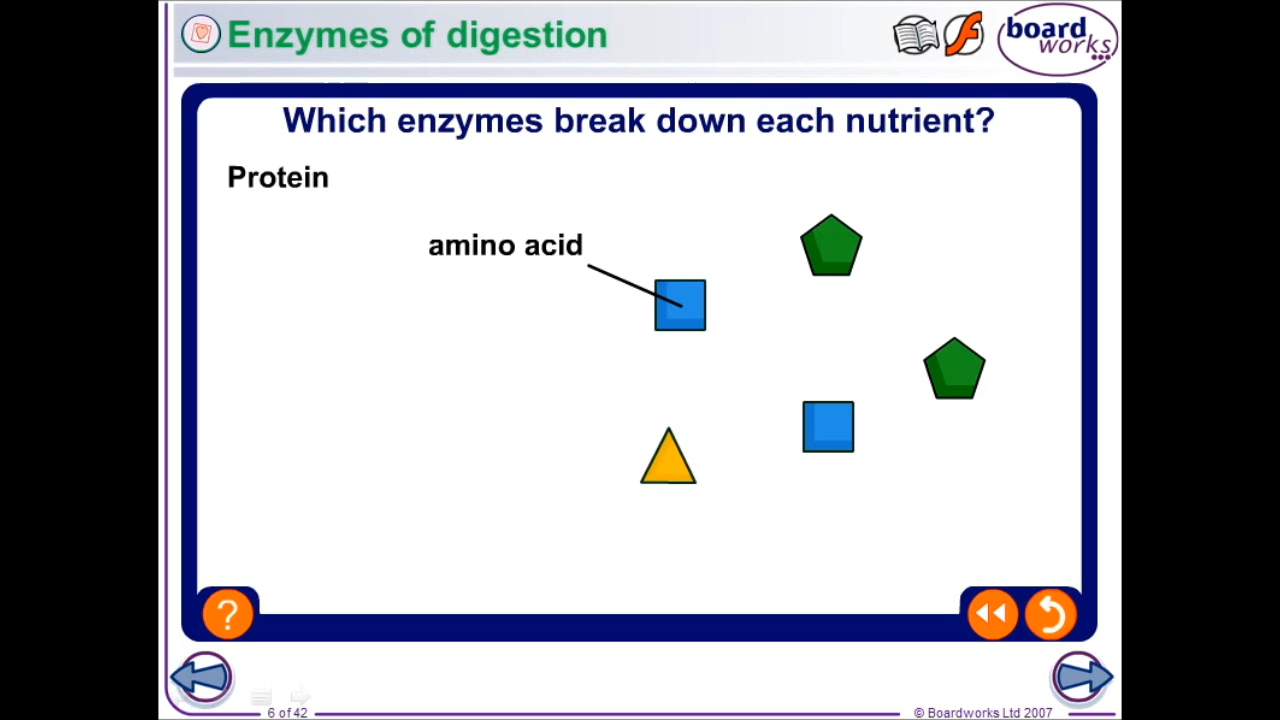 Enzymes of digestion
board
works
Which enzymes break down each nutrient?
Protein
amino acid
?
6 of 42
© Boardworks Ltd 2007